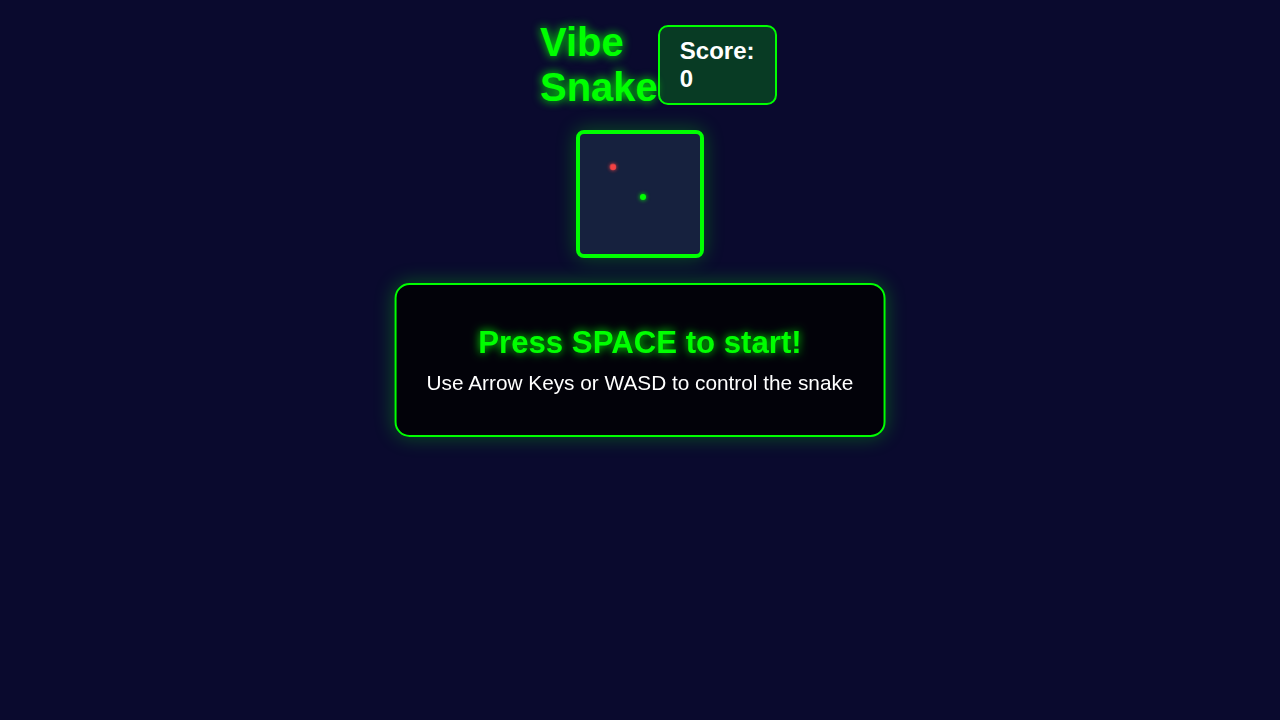 Vibe
Snake
Score:
0
Press SPACE to start!
Use Arrow Keys or WASD to control the snake